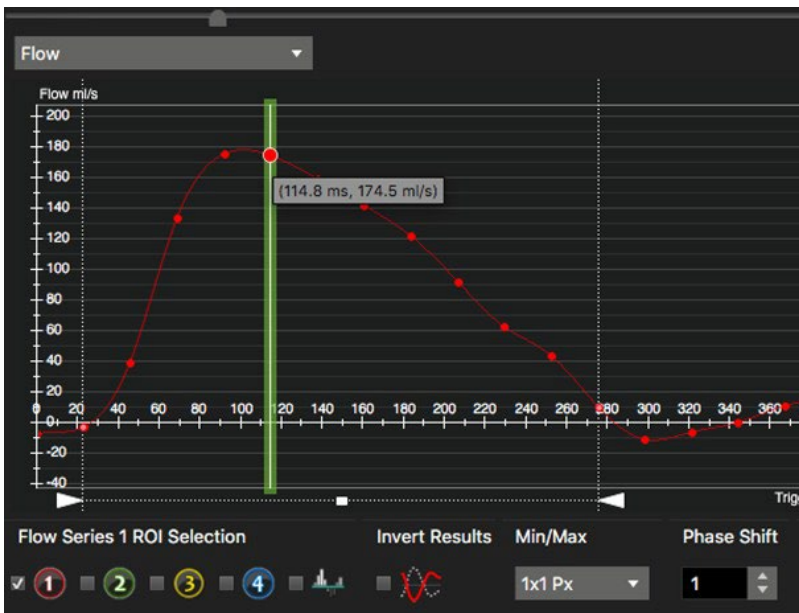 Flow
Flow ml/s
200
180
160
(114.8 ms, 174.5 ml/s)
140
120
100
80
60
40
20
0 20 40 60 80 100 120 140 160 180 200 220 240 260 280 300 320 340 360
0
-20
-40
Trig
Flow Series 1 ROI Selection Invert Results Min/Max Phase Shift
1 2 3 4 1x1 Px 1